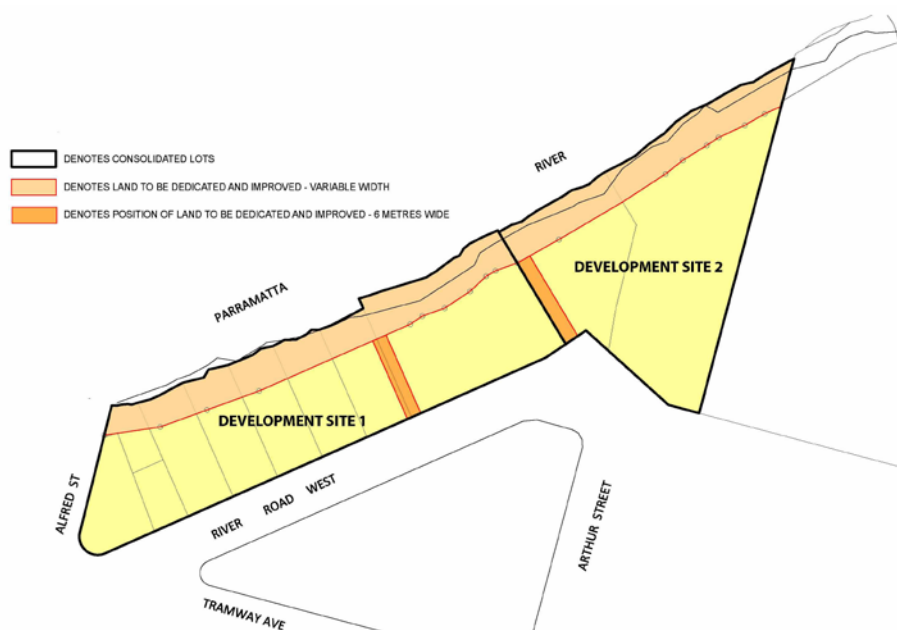 DENOTES CONSOLIDATED LOTS
DENOTES LAND TO BE DEDICATED AND IMPROVED - VARIABLE WIDTH
DENOTES POSITION OF LAND TO BE DEDICATED AND IMPROVED - 6 METRES WIDE
RIVER
PARRAMATTA
DEVELOPMENT SITE 2
DEVELOPMENT SITE 1
ALFRED ST
RIVER ROAD WEST
ARTHUR STREET
TRAMWAY AVE